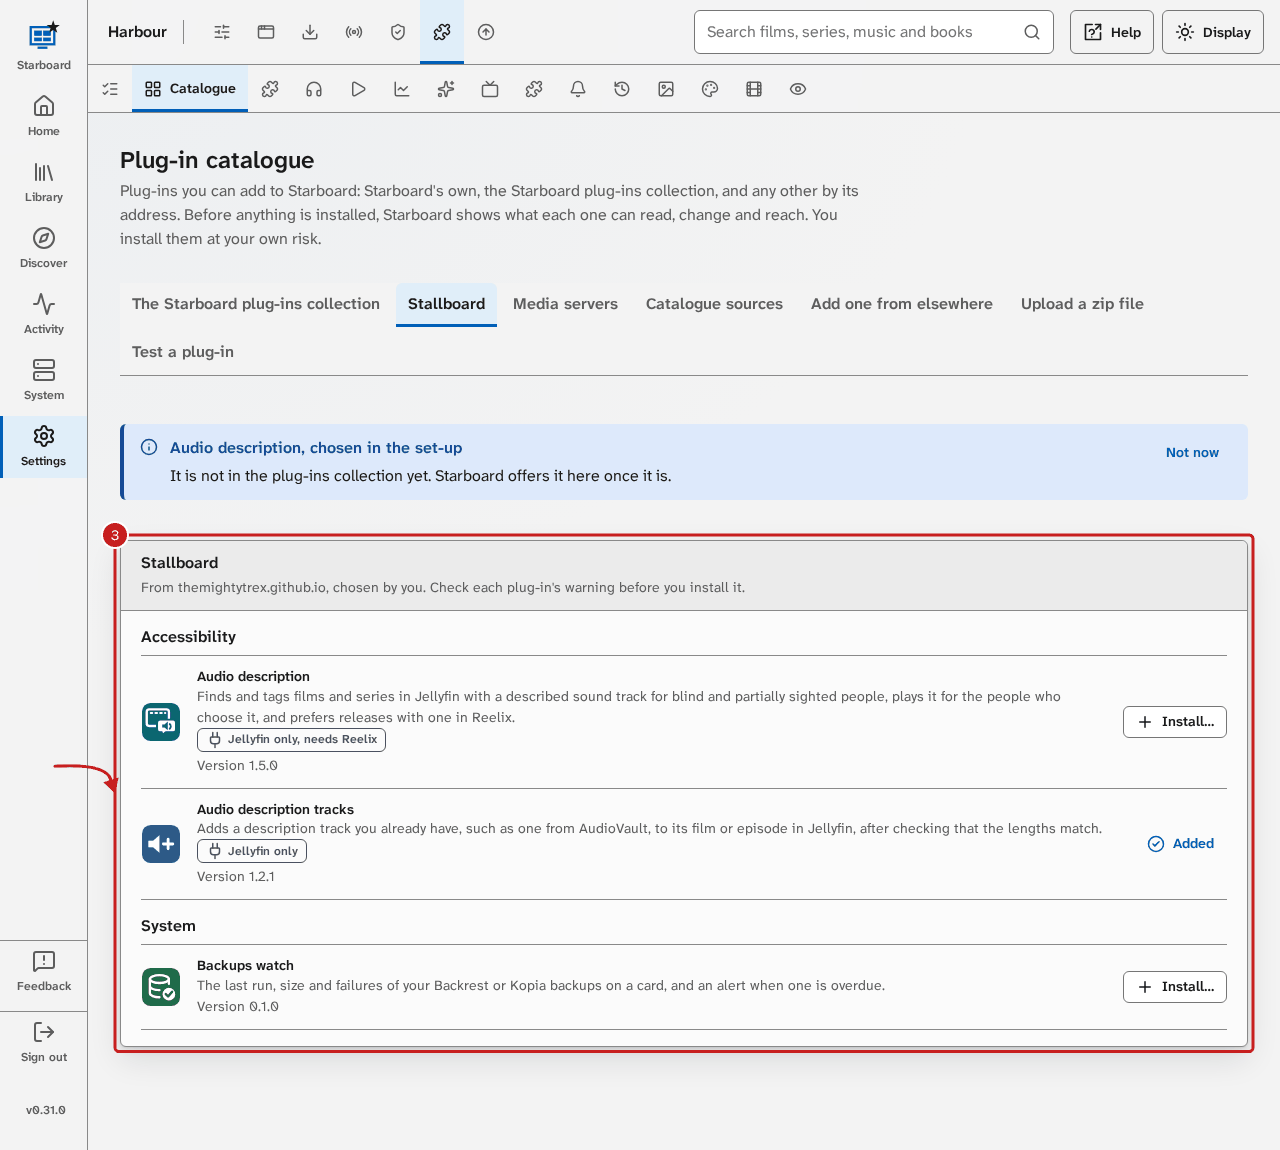 Starboard
Home
Library
Discover
Activity
System
Settings
Feedback
Sign out
v0.31.0
Harbour
Search films, series, music and books
Help
Display
Catalogue
Plug-in catalogue
Plug-ins you can add to Starboard: Starboard's own, the Starboard plug-ins collection, and any other by its
address. Before anything is installed, Starboard shows what each one can read, change and reach. You
install them at your own risk.
The Starboard plug-ins collection
Stallboard
Media servers
Catalogue sources
Add one from elsewhere
Upload a zip file
Test a plug-in
Audio description, chosen in the set-up
It is not in the plug-ins collection yet. Starboard offers it here once it is.
Not now
3
Stallboard
From themightytrex.github.io, chosen by you. Check each plug-in's warning before you install it.
Accessibility
Audio description
Finds and tags films and series in Jellyfin with a described sound track for blind and partially sighted people, plays it for the people who
choose it, and prefers releases with one in Reelix.
Jellyfin only, needs Reelix
Version 1.5.0
Install...
Audio description tracks
Adds a description track you already have, such as one from AudioVault, to its film or episode in Jellyfin, after checking that the lengths match.
Jellyfin only
Version 1.2.1
Added
System
Backups watch
The last run, size and failures of your Backrest or Kopia backups on a card, and an alert when one is overdue.
Version 0.1.0
Install...